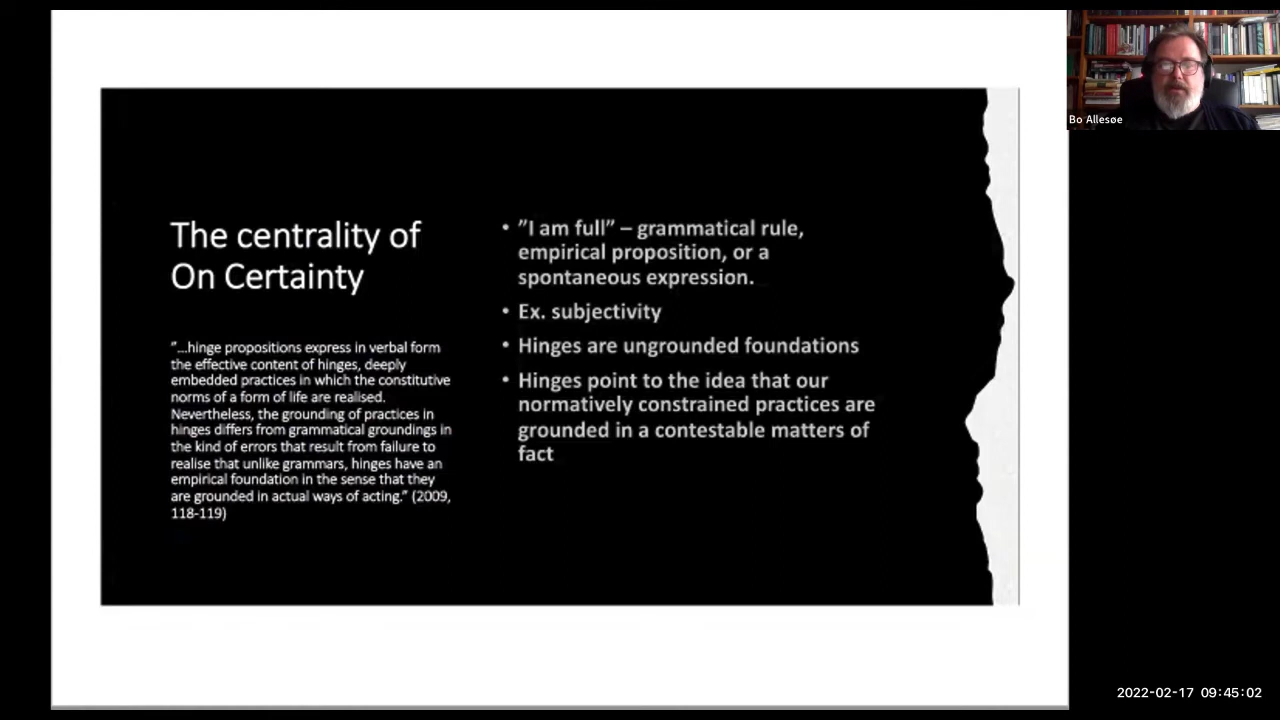 The centrality of
On Certainty
"...hinge propositions express in verbal form
the effective content of hinges, deeply
embedded practices in which the constitutive
norms of a form of life are realised.
Nevertheless, the grounding of practices in
hinges differs from grammatical groundings in
the kind of errors that result from failure to
realise that unlike grammars, hinges have an
empirical foundation in the sense that they
are grounded in actual ways of acting." (2009,
118-119)
• "I am full" – grammatical rule,
empirical proposition, or a
spontaneous expression.
• Ex. subjectivity
• Hinges are ungrounded foundations
• Hinges point to the idea that our
normatively constrained practices are
grounded in a contestable matters of
fact
Bo Allesøe
2022-02-17 09:45:02